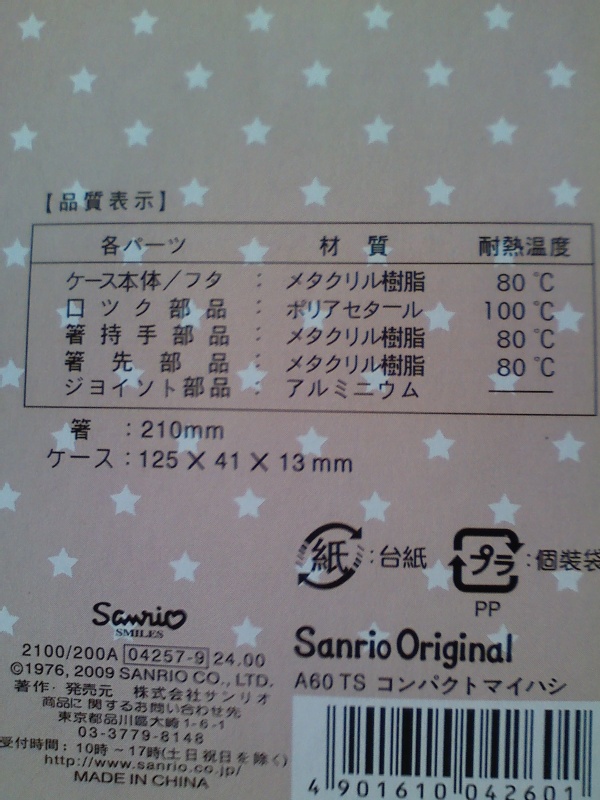 【品質表示】
各パーツ 材質 耐熱温度
ケース本体/フタ : メタクリル樹脂 80℃
口ツク部品 : ポリアセタール 100℃
箸持手部品 : メタクリル樹脂 80℃
箸先部品 : メタクリル樹脂 80℃
ジョイソト部品 : アルミミニウム ———
箸 : 210mm
ケース : 125 X 41 X 13 mm
紙 : 台紙 プラ : 個装袋
PP
Sanrio
SMILES
2100/200A 04257-9 24.00
©1976, 2009 SANRIO CO., LTD.
著作・発売元 株式会社サンリオ
商品に関するお問い合わせ先
東京都品川區大崎1-6-1
03-3779-8148
受付時間:10時~17時(土日祝日を除く)
http://www.sanrio.co.jp/
MADE IN CHINA
Sanrio Original
A60 TS コンパクトマイハシ
4 901610 042601